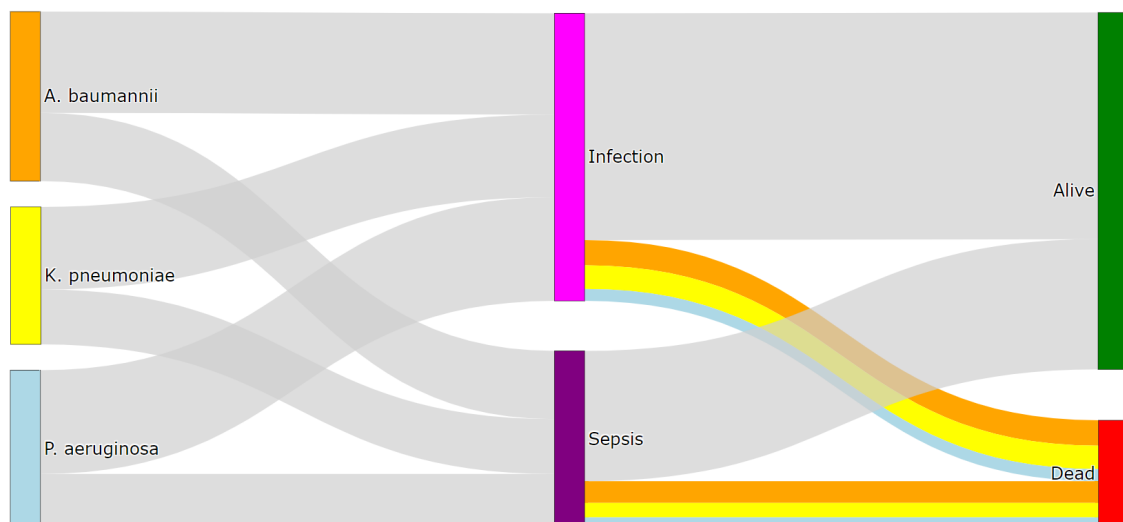 A. baumannii
Infection
Alive
K. pneumoniae
P. aeruginosa
Sepsis
Dead